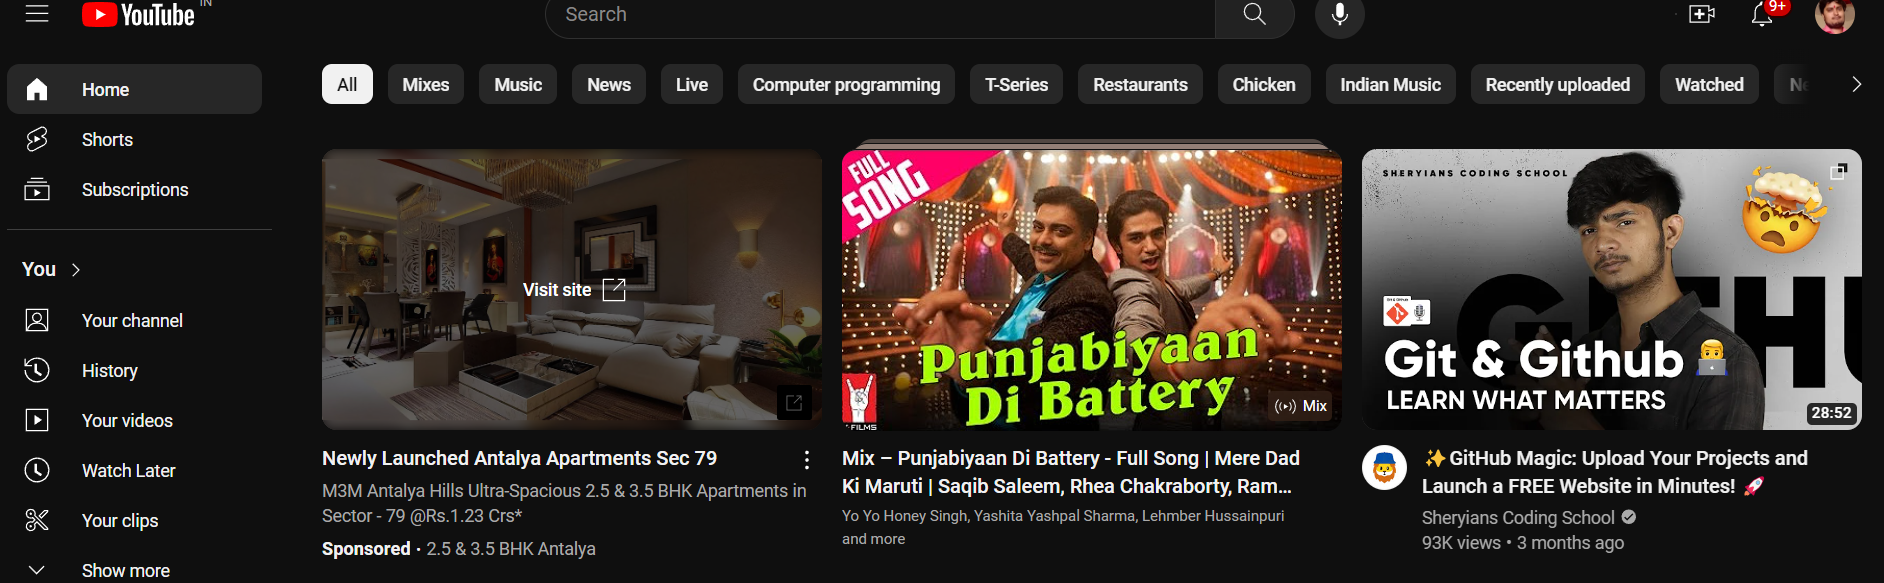 YouTube IN
Search
9+
Home
Shorts
Subscriptions
You
Your channel
History
Your videos
Watch Later
Your clips
Show more
All
Mixes
Music
News
Live
Computer programming
T-Series
Restaurants
Chicken
Indian Music
Recently uploaded
Watched
Visit site
Newly Launched Antalya Apartments Sec 79
M3M Antalya Hills Ultra-Spacious 2.5 & 3.5 BHK Apartments in
Sector - 79 @Rs.1.23 Crs*
Sponsored · 2.5 & 3.5 BHK Antalya
FULL
SONG
Punjabiyaan
Di Battery
FILMS
Mix
Mix – Punjabiyaan Di Battery - Full Song | Mere Dad
Ki Maruti | Saqib Saleem, Rhea Chakraborty, Ram...
Yo Yo Honey Singh, Yashita Yashpal Sharma, Lehmber Hussainpuri
and more
SHERYIANS CODING SCHOOL
Git & Github
LEARN WHAT MATTERS
28:52
✨GitHub Magic: Upload Your Projects and
Launch a FREE Website in Minutes! 🚀
Sheryians Coding School
93K views • 3 months ago